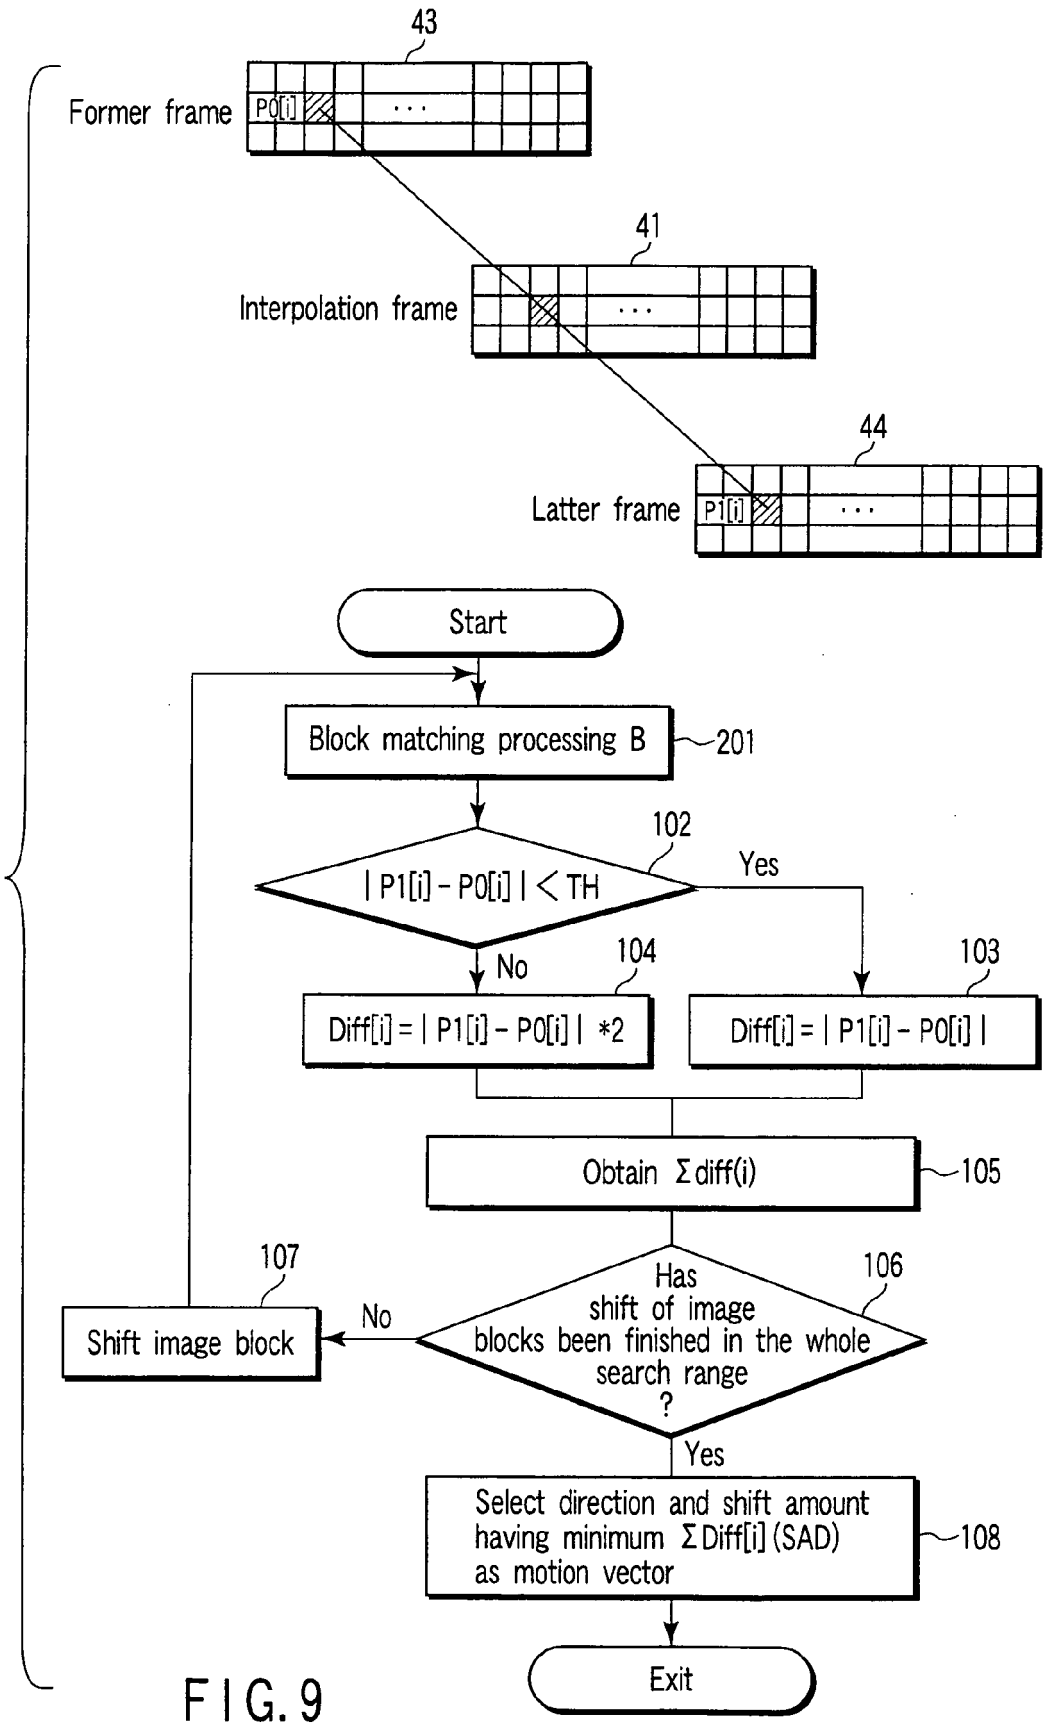 43
Former frame
P0[i]
...
41
Interpolation frame
...
44
Latter frame
P1[i]
...
Start
Block matching processing B
201
102
| P1[i] - P0[i] | < TH
Yes
No
104
103
Diff[i] = | P1[i] - P0[i] | *2
Diff[i] = | P1[i] - P0[i] |
Obtain Σdiff(i)
105
107
106
Has
shift of image
blocks been finished in the whole
search range
?
No
Shift image block
Yes
Select direction and shift amount
having minimum ΣDiff[i] (SAD)
as motion vector
108
Exit
FIG. 9